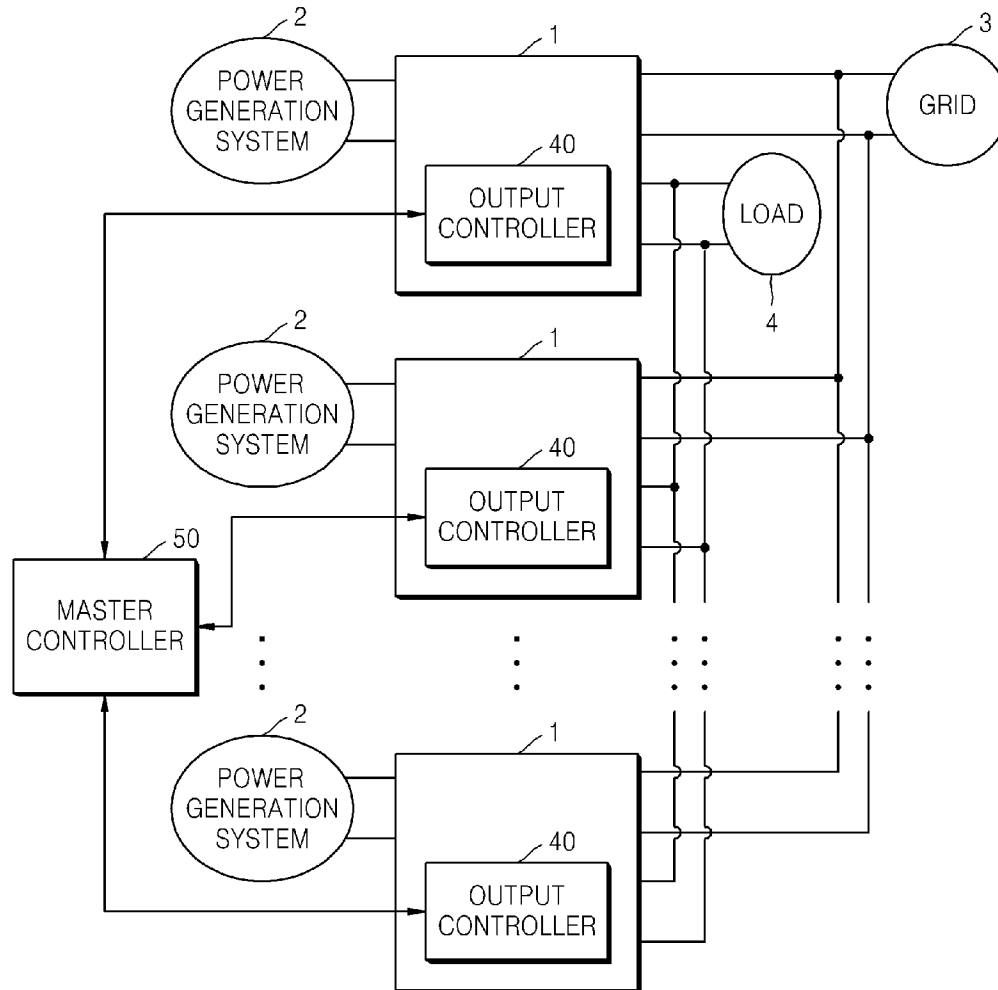 2
1
3
POWER
GENERATION
SYSTEM
GRID
40
OUTPUT
CONTROLLER
LOAD
4
2
1
POWER
GENERATION
SYSTEM
40
OUTPUT
CONTROLLER
50
MASTER
CONTROLLER
2
1
POWER
GENERATION
SYSTEM
40
OUTPUT
CONTROLLER